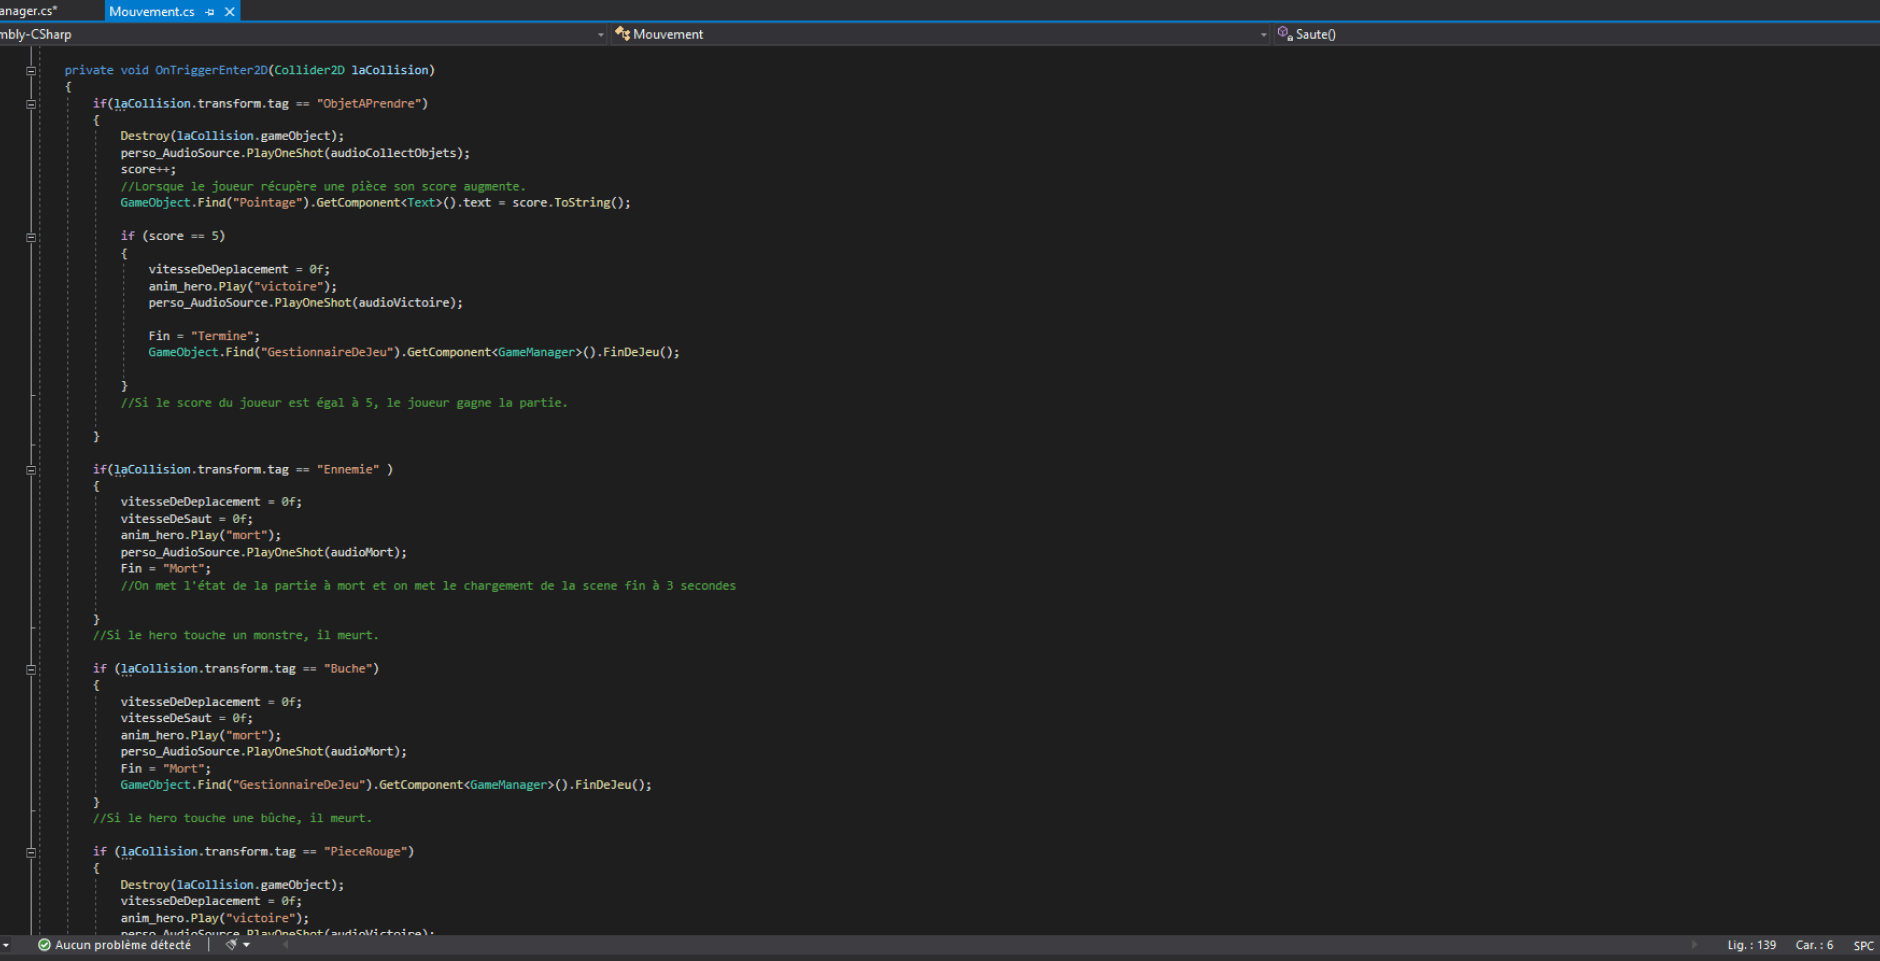 anager.cs*
Mouvement.cs
mbly-CSharp
Mouvement
Saute()
private void OnTriggerEnter2D(Collider2D laCollision)
{
if(laCollision.transform.tag == "ObjetAPrendre")
{
Destroy(laCollision.gameObject);
perso_AudioSource.PlayOneShot(audioCollectObjets);
score++;
//Lorsque le joueur récupère une pièce son score augmente.
GameObject.Find("Pointage").GetComponent<Text>().text = score.ToString();
if (score == 5)
{
vitesseDeDeplacement = 0f;
anim_hero.Play("victoire");
perso_AudioSource.PlayOneShot(audioVictoire);
Fin = "Termine";
GameObject.Find("GestionnaireDeJeu").GetComponent<GameManager>().FinDeJeu();
}
//Si le score du joueur est égal à 5, le joueur gagne la partie.
}
if(laCollision.transform.tag == "Ennemie" )
{
vitesseDeDeplacement = 0f;
vitesseDeSaut = 0f;
anim_hero.Play("mort");
perso_AudioSource.PlayOneShot(audioMort);
Fin = "Mort";
//On met l'état de la partie à mort et on met le chargement de la scene fin à 3 secondes
}
//Si le hero touche un monstre, il meurt.
if (laCollision.transform.tag == "Buche")
{
vitesseDeDeplacement = 0f;
vitesseDeSaut = 0f;
anim_hero.Play("mort");
perso_AudioSource.PlayOneShot(audioMort);
Fin = "Mort";
GameObject.Find("GestionnaireDeJeu").GetComponent<GameManager>().FinDeJeu();
}
//Si le hero touche une bûche, il meurt.
if (laCollision.transform.tag == "PieceRouge")
{
Destroy(laCollision.gameObject);
vitesseDeDeplacement = 0f;
anim_hero.Play("victoire");
perso_AudioSource.PlayOneShot(audioVictoire);
Aucun problème détecté
Lig. : 139 Car. : 6 SPC